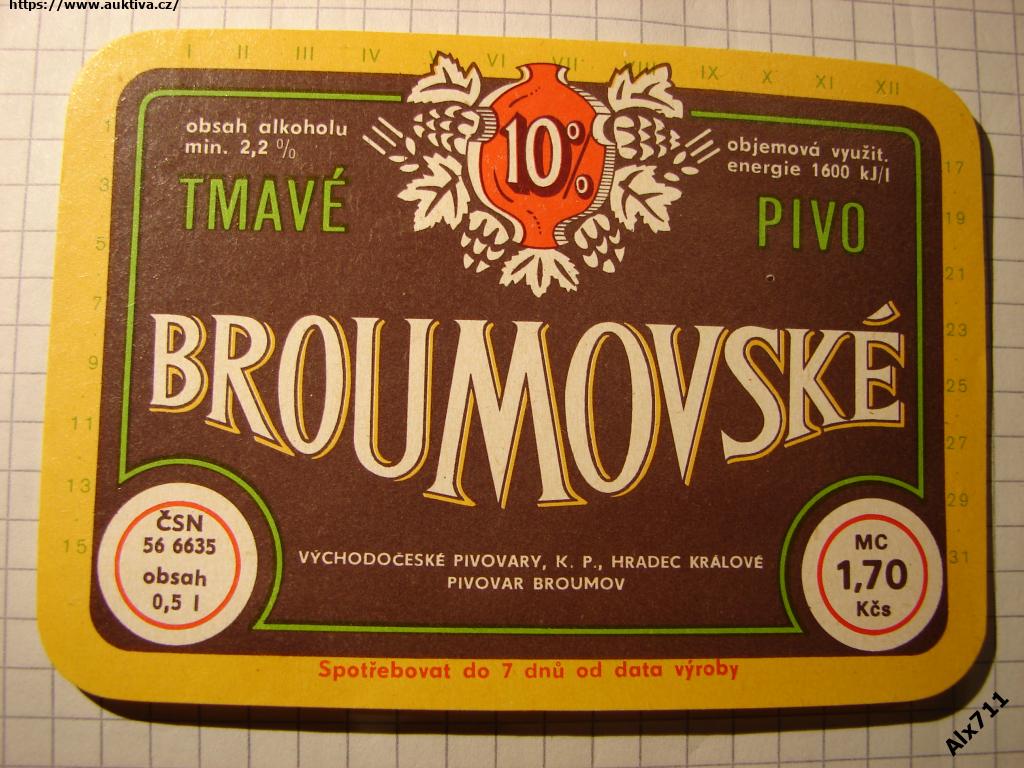 https://www.auktiva.cz/
I II III IV V VI VII VIII IX X XI XII
obsah alkoholu
min. 2,2 %
10%
objemová využit.
energie 1600 kJ/l
TMAVÉ
PIVO
1
3
5
7
9
11
13
15
17
19
21
23
25
27
29
31
BROUMOVSKÉ
ČSN
56 6635
obsah
0,5 l
VÝCHODOČESKÉ PIVOVARY, K. P., HRADEC KRÁLOVÉ
PIVOVAR BROUMOV
MC
1,70
Kčs
Spotřebovat do 7 dnů od data výroby
Alx711